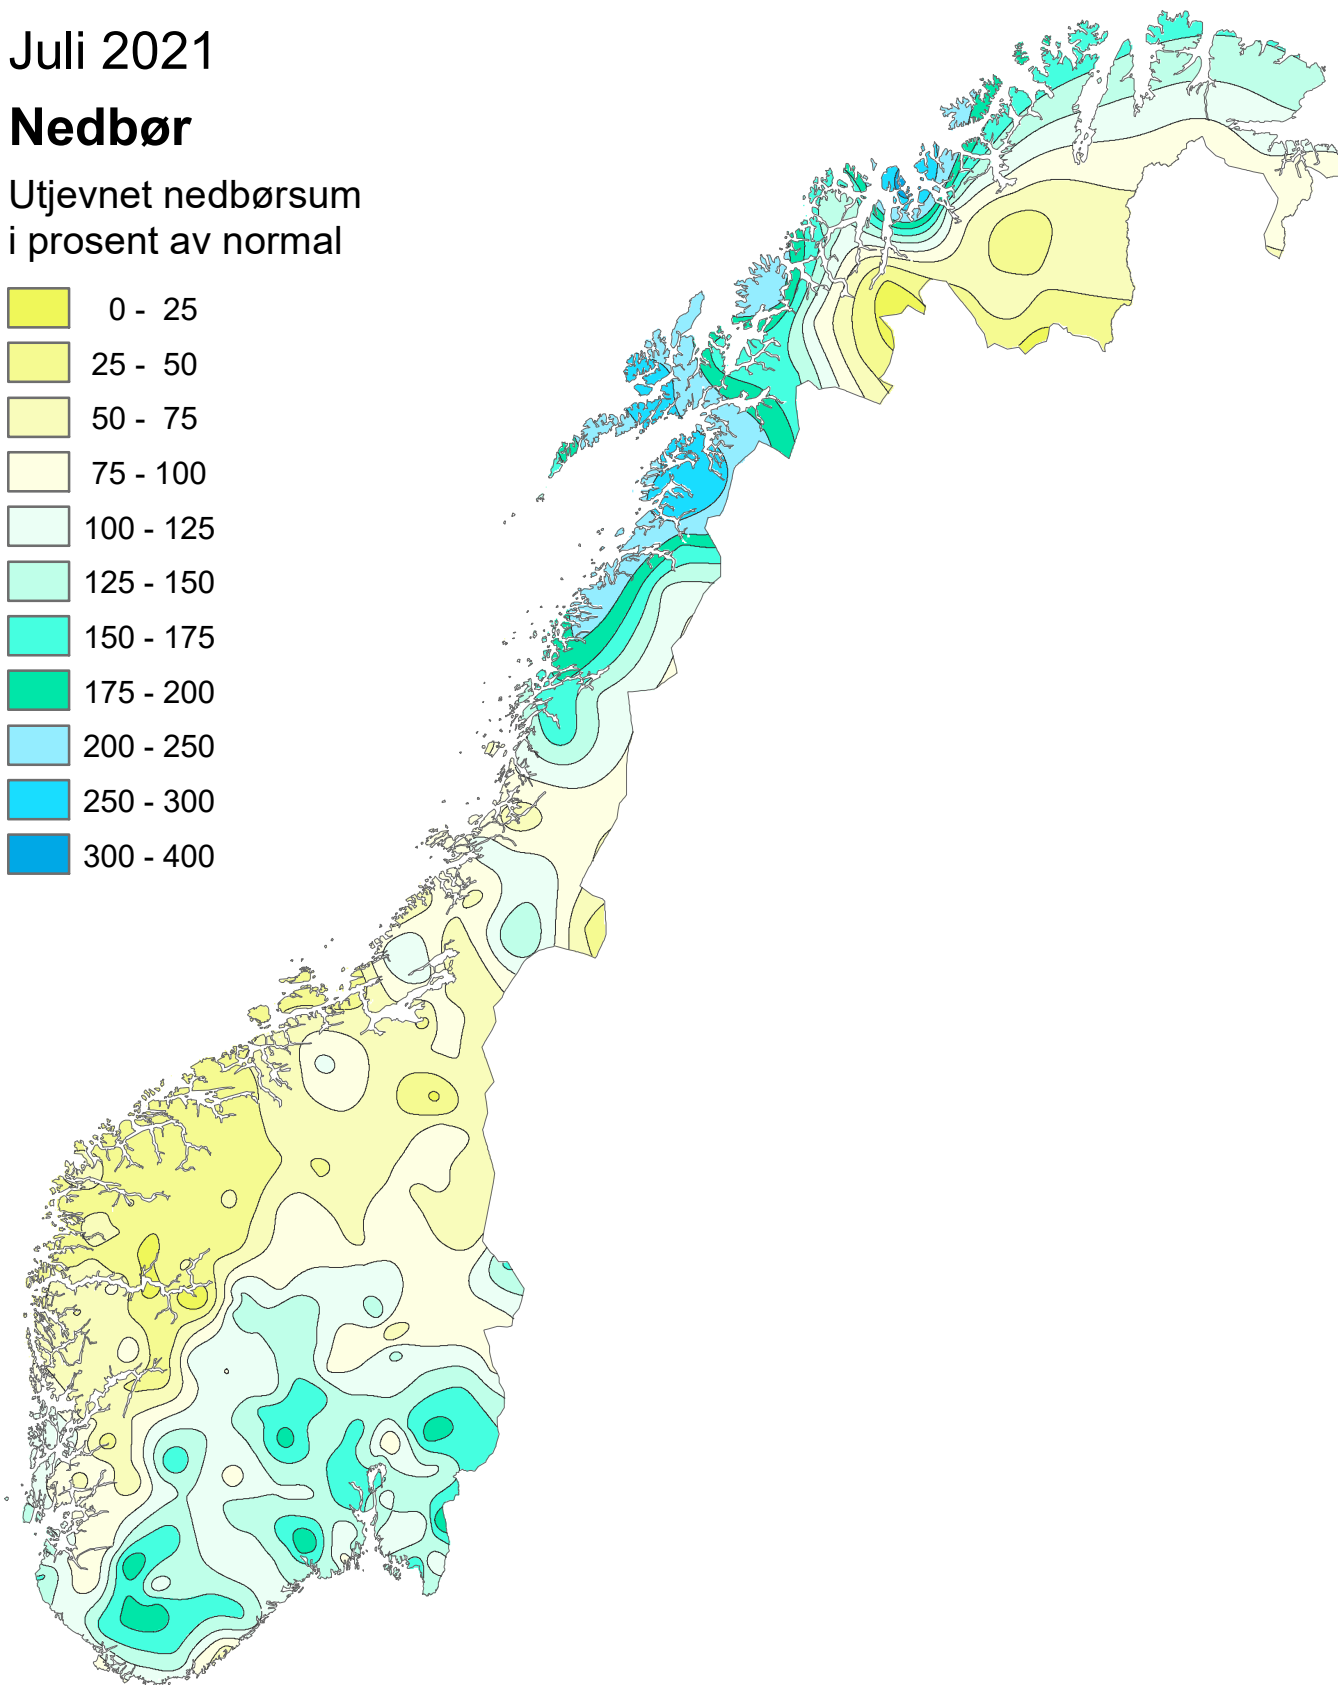 Juli 2021
Nedbør
Utjevnet nedbørsum
i prosent av normal
0 - 25
25 - 50
50 - 75
75 - 100
100 - 125
125 - 150
150 - 175
175 - 200
200 - 250
250 - 300
300 - 400